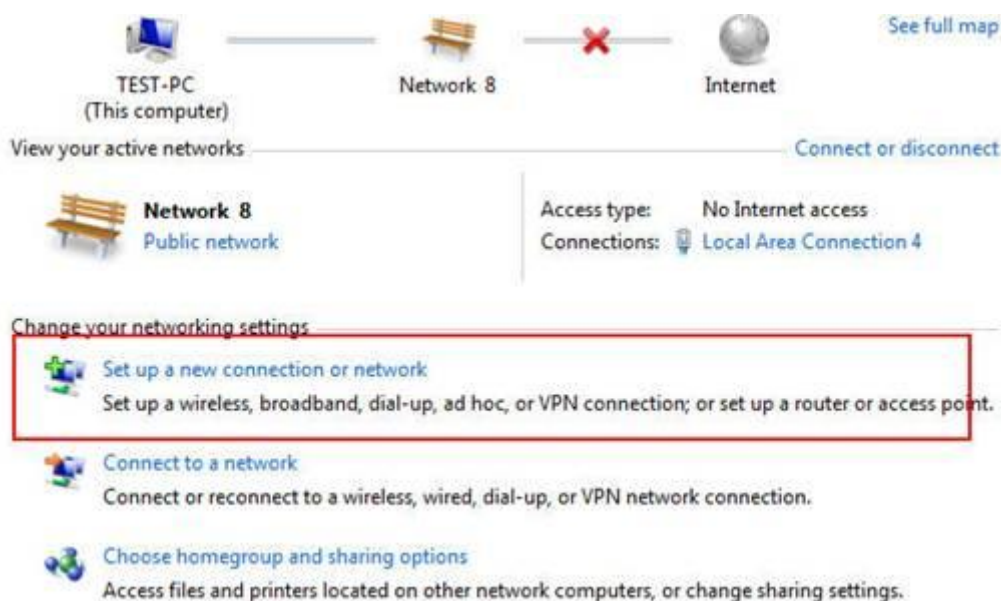 See full map
TEST-PC
(This computer)
Network 8
Internet
View your active networks
Connect or disconnect
Network 8
Public network
Access type: No Internet access
Connections: Local Area Connection 4
Change your networking settings
Set up a new connection or network
Set up a wireless, broadband, dial-up, ad hoc, or VPN connection; or set up a router or access point.
Connect to a network
Connect or reconnect to a wireless, wired, dial-up, or VPN network connection.
Choose homegroup and sharing options
Access files and printers located on other network computers, or change sharing settings.